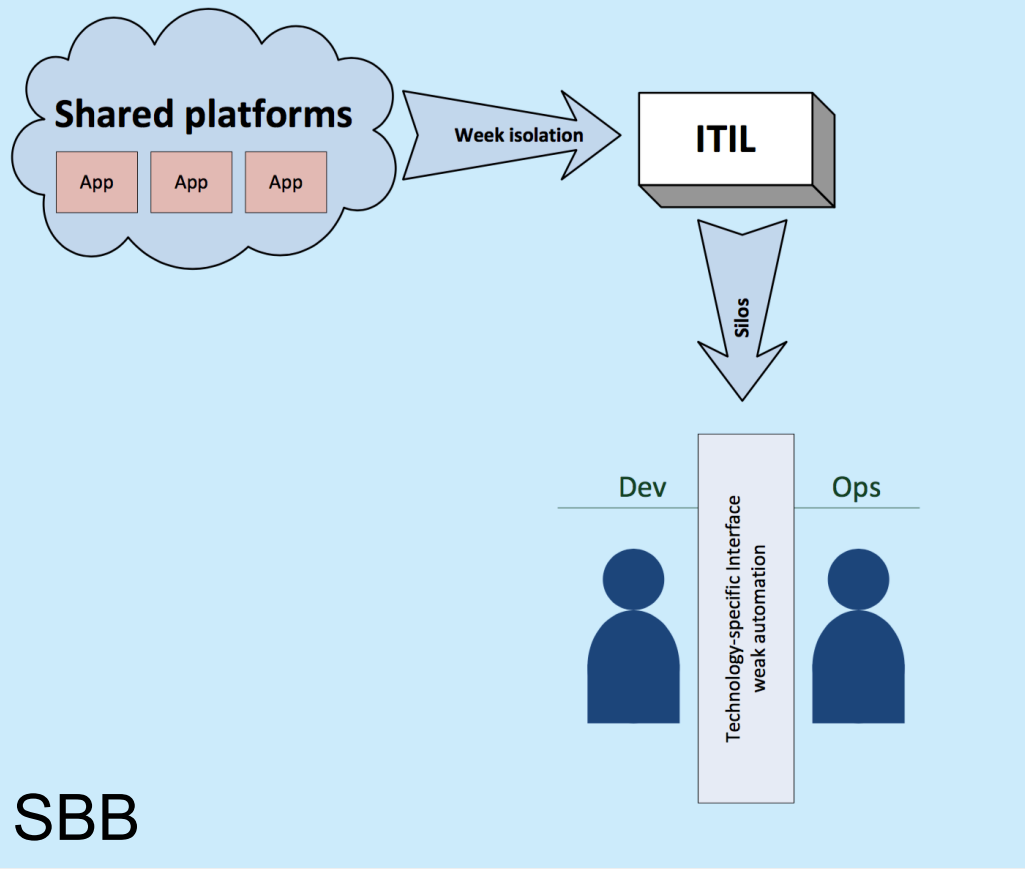 Shared platforms
App
App
App
Week isolation
ITIL
Silos
Dev
Technology-specific Interface
weak automation
Ops
SBB